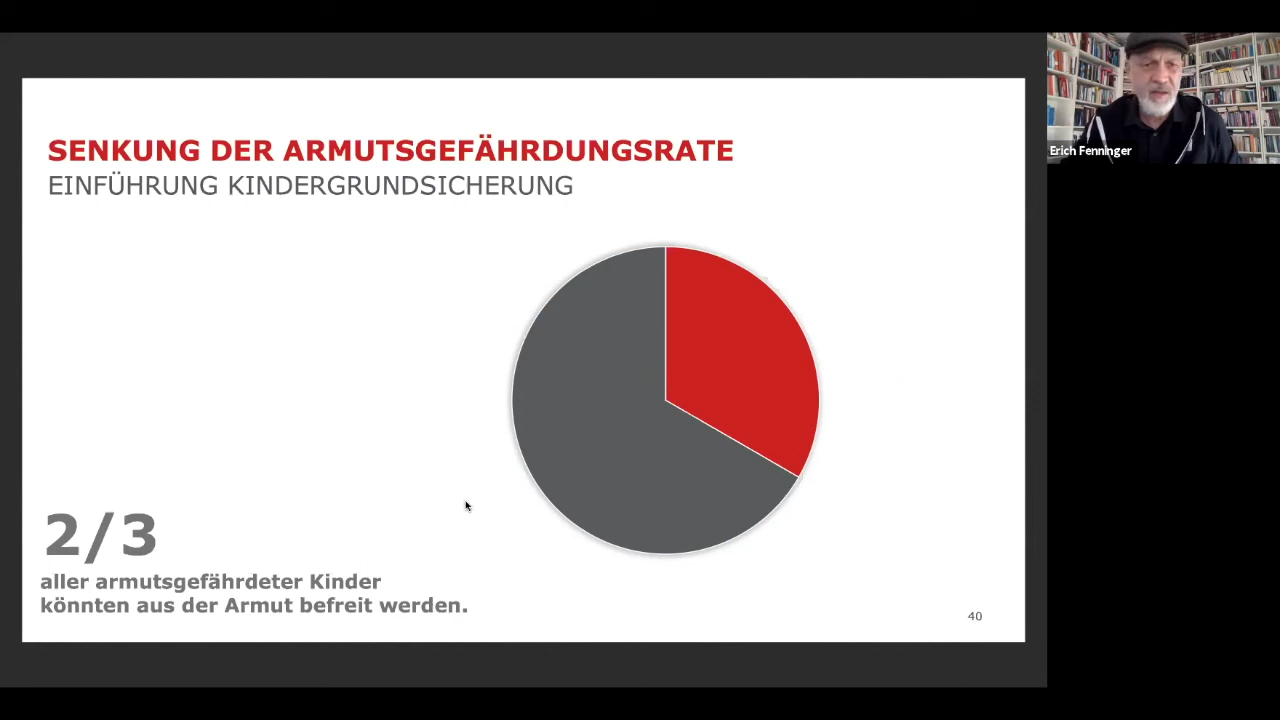 SENKUNG DER ARMUTSGEFÄHRDUNGSRATE
EINFÜHRUNG KINDERGRUNDSICHERUNG
2/3
aller armutsgefährdeter Kinder
könnten aus der Armut befreit werden.
40
Erich Fenninger